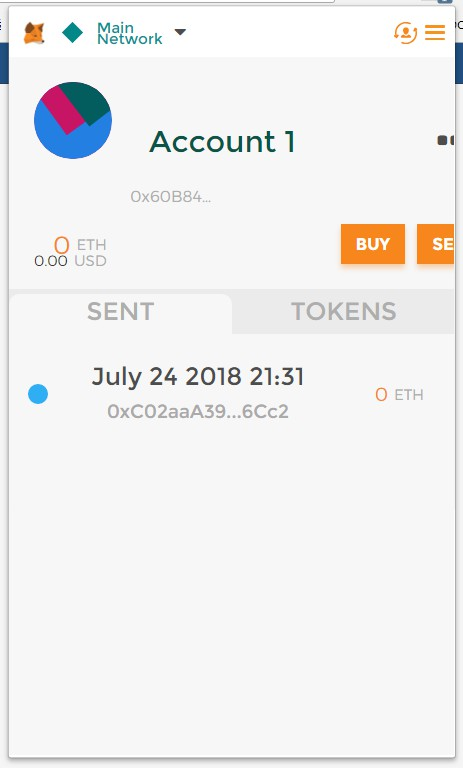 Main
Network
Account 1
0x60B84...
0 ETH
0.00 USD
BUY
SE
SENT
TOKENS
July 24 2018 21:31
0xC02aaA39...6Cc2
0 ETH